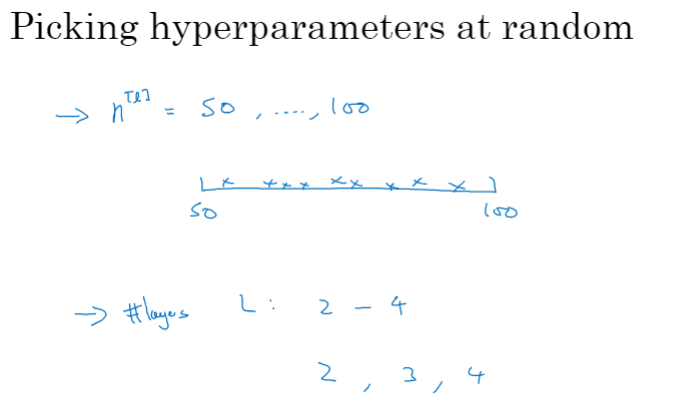 Picking hyperparameters at random
→ n^[l] = 50, ...., 100
50 100
→ #layers L: 2 - 4
2, 3, 4